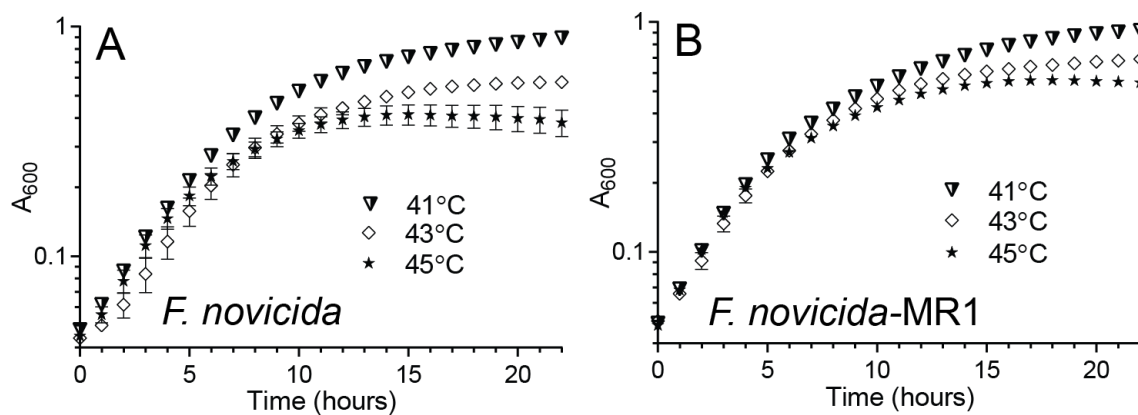 A
1
0.1
A600
41°C
43°C
45°C
F. novicida
0 5 10 15 20
Time (hours)
B
1
0.1
A600
41°C
43°C
45°C
F. novicida-MR1
0 5 10 15 20
Time (hours)